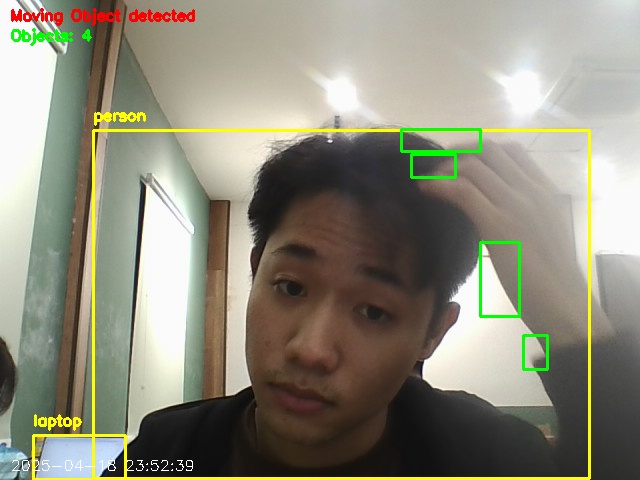 Moving Object detected
Objects: 4
person
laptop
2025-04-18 23:52:39